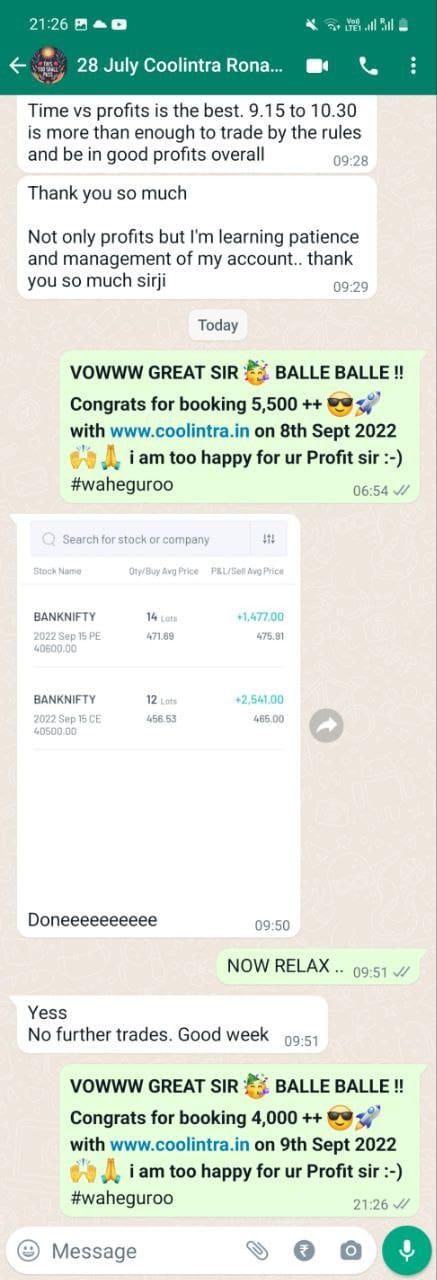 21:26
Vo)) LTE1
28 July Coolintra Rona...
Time vs profits is the best. 9.15 to 10.30
is more than enough to trade by the rules
and be in good profits overall
09:28
Thank you so much
Not only profits but I'm learning patience
and management of my account.. thank
you so much sirji
09:29
Today
VOWWW GREAT SIR 🥳 BALLE BALLE !!
Congrats for booking 5,500 ++ 😎🚀
with www.coolintra.in on 8th Sept 2022
🙌🙏 i am too happy for ur Profit sir :-)
#waheguroo
06:54
Search for stock or company
Stock Name Qty/Buy Avg Price P&L/Sell Avg Price
BANKNIFTY 14 Lots +1,477.00
2022 Sep 15 PE 471.69 475.91
40600.00
BANKNIFTY 12 Lots +2,541.00
2022 Sep 15 CE 456.53 465.00
40500.00
Doneeeeeeeeee
09:50
NOW RELAX ..
09:51
Yess
No further trades. Good week
09:51
VOWWW GREAT SIR 🥳 BALLE BALLE !!
Congrats for booking 4,000 ++ 😎🚀
with www.coolintra.in on 9th Sept 2022
🙌🙏 i am too happy for ur Profit sir :-)
#waheguroo
21:26
Message
₹